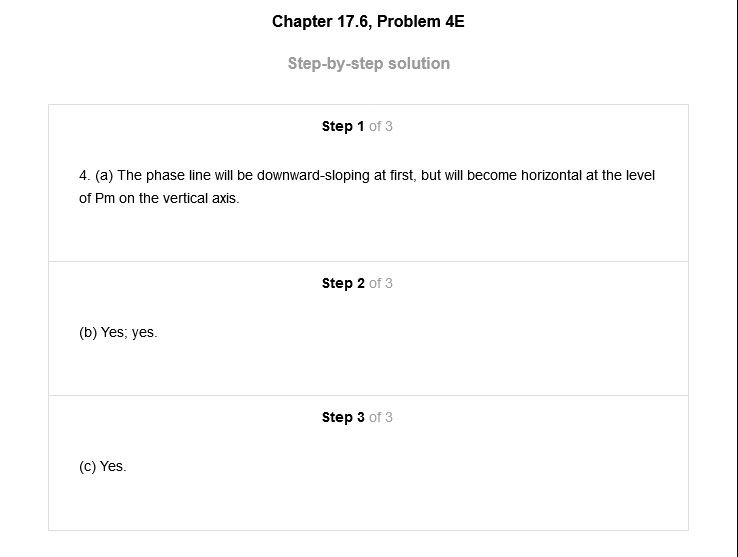 Chapter 17.6, Problem 4E
Step-by-step solution
Step 1 of 3
4. (a) The phase line will be downward-sloping at first, but will become horizontal at the level
of Pm on the vertical axis.
Step 2 of 3
(b) Yes; yes.
Step 3 of 3
(c) Yes.